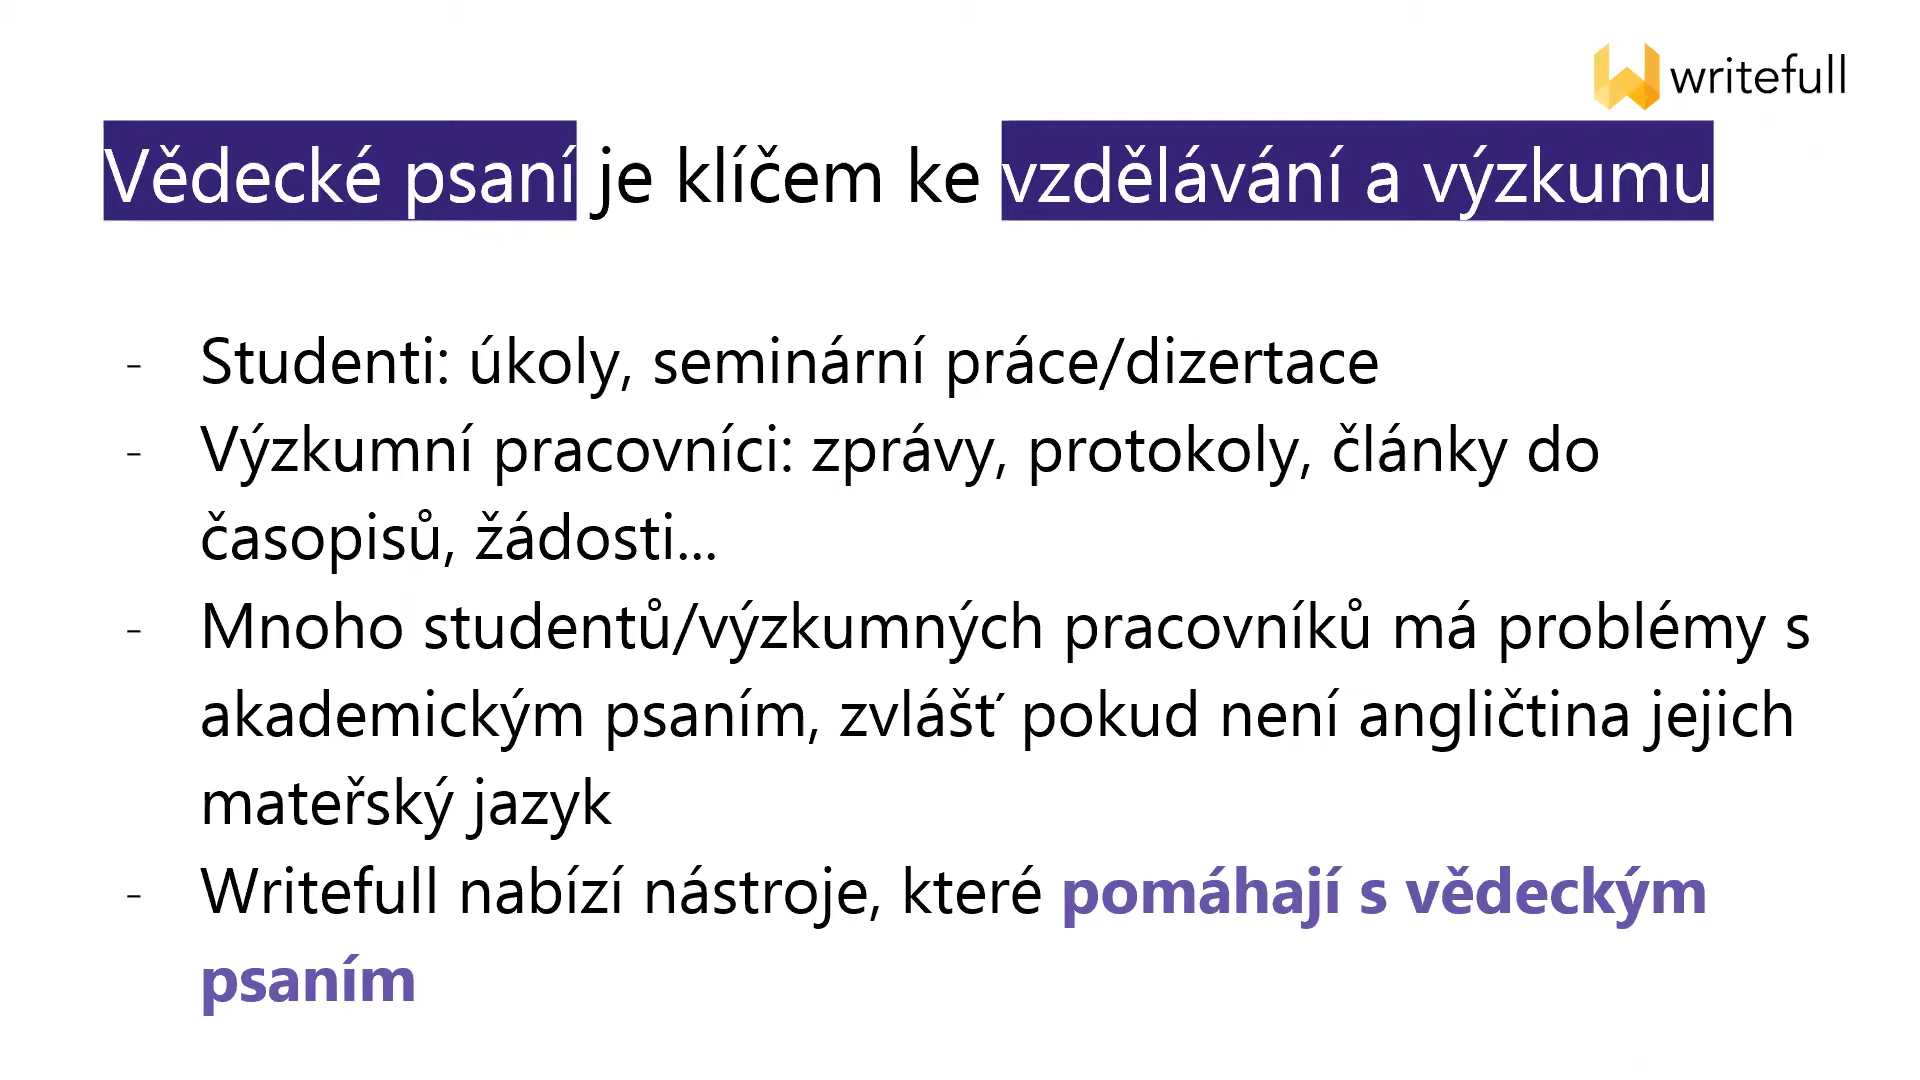 writefull
Vědecké psaní je klíčem ke vzdělávání a výzkumu
- Studenti: úkoly, seminární práce/dizertace
- Výzkumní pracovníci: zprávy, protokoly, články do
časopisů, žádosti...
- Mnoho studentů/výzkumných pracovníků má problémy s
akademickým psaním, zvlášť pokud není angličtina jejich
mateřský jazyk
- Writefull nabízí nástroje, které pomáhají s vědeckým
psaním